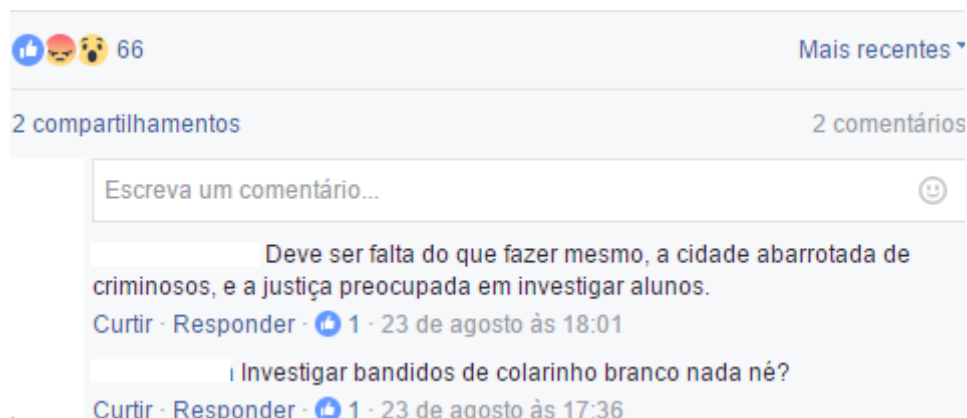 66 Mais recentes
2 compartilhamentos 2 comentários
Escreva um comentário...
Deve ser falta do que fazer mesmo, a cidade abarrotada de
criminosos, e a justiça preocupada em investigar alunos.
Curtir · Responder · 1 · 23 de agosto às 18:01
Investigar bandidos de colarinho branco nada né?
Curtir · Responder · 1 · 23 de agosto às 17:36